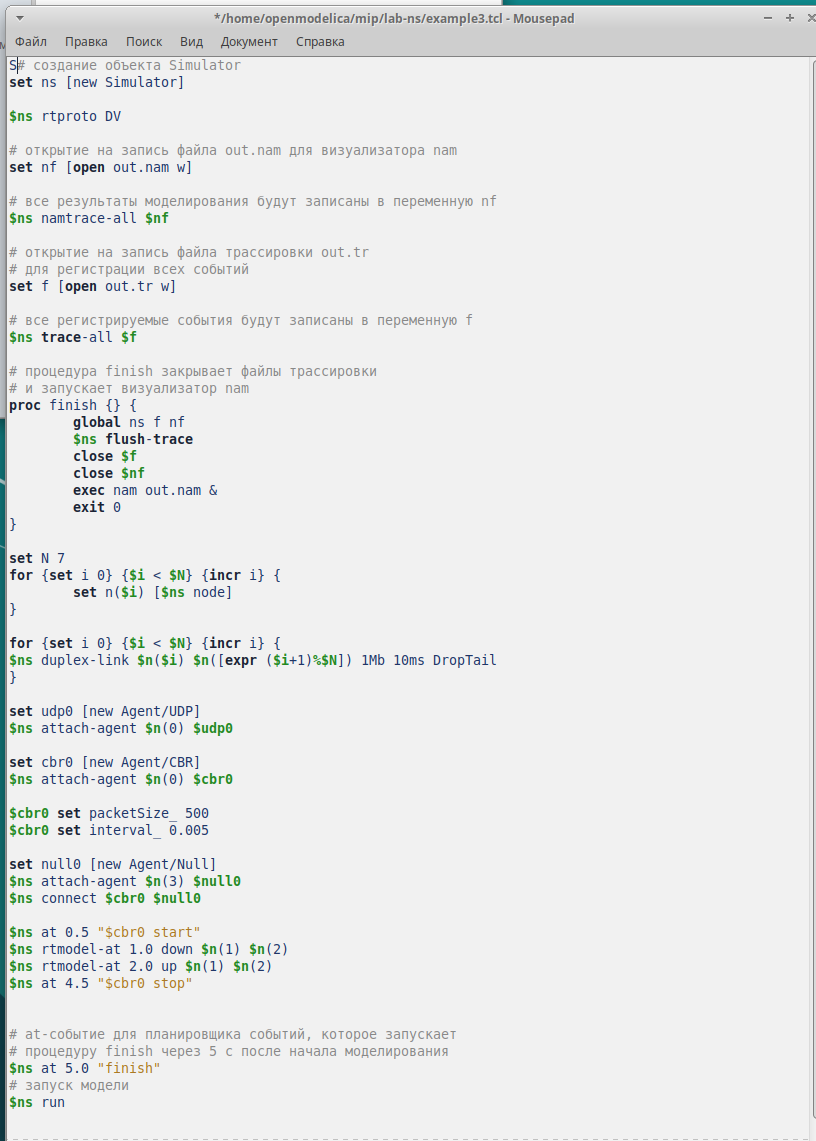 */home/openmodelica/mip/lab-ns/example3.tcl - Mousepad
Файл Правка Поиск Вид Документ Справка
S# создание объекта Simulator
set ns [new Simulator]
$ns rtproto DV
# открытие на запись файла out.nam для визуализатора nam
set nf [open out.nam w]
# все результаты моделирования будут записаны в переменную nf
$ns namtrace-all $nf
# открытие на запись файла трассировки out.tr
# для регистрации всех событий
set f [open out.tr w]
# все регистрируемые события будут записаны в переменную f
$ns trace-all $f
# процедура finish закрывает файлы трассировки
# и запускает визуализатор nam
proc finish {} {
global ns f nf
$ns flush-trace
close $f
close $nf
exec nam out.nam &
exit 0
}
set N 7
for {set i 0} {$i < $N} {incr i} {
set n($i) [$ns node]
}
for {set i 0} {$i < $N} {incr i} {
$ns duplex-link $n($i) $n([expr ($i+1)%$N]) 1Mb 10ms DropTail
}
set udp0 [new Agent/UDP]
$ns attach-agent $n(0) $udp0
set cbr0 [new Agent/CBR]
$ns attach-agent $n(0) $cbr0
$cbr0 set packetSize_ 500
$cbr0 set interval_ 0.005
set null0 [new Agent/Null]
$ns attach-agent $n(3) $null0
$ns connect $cbr0 $null0
$ns at 0.5 "$cbr0 start"
$ns rtmodel-at 1.0 down $n(1) $n(2)
$ns rtmodel-at 2.0 up $n(1) $n(2)
$ns at 4.5 "$cbr0 stop"
# at-событие для планировщика событий, которое запускает
# процедуру finish через 5 с после начала моделирования
$ns at 5.0 "finish"
# запуск модели
$ns run